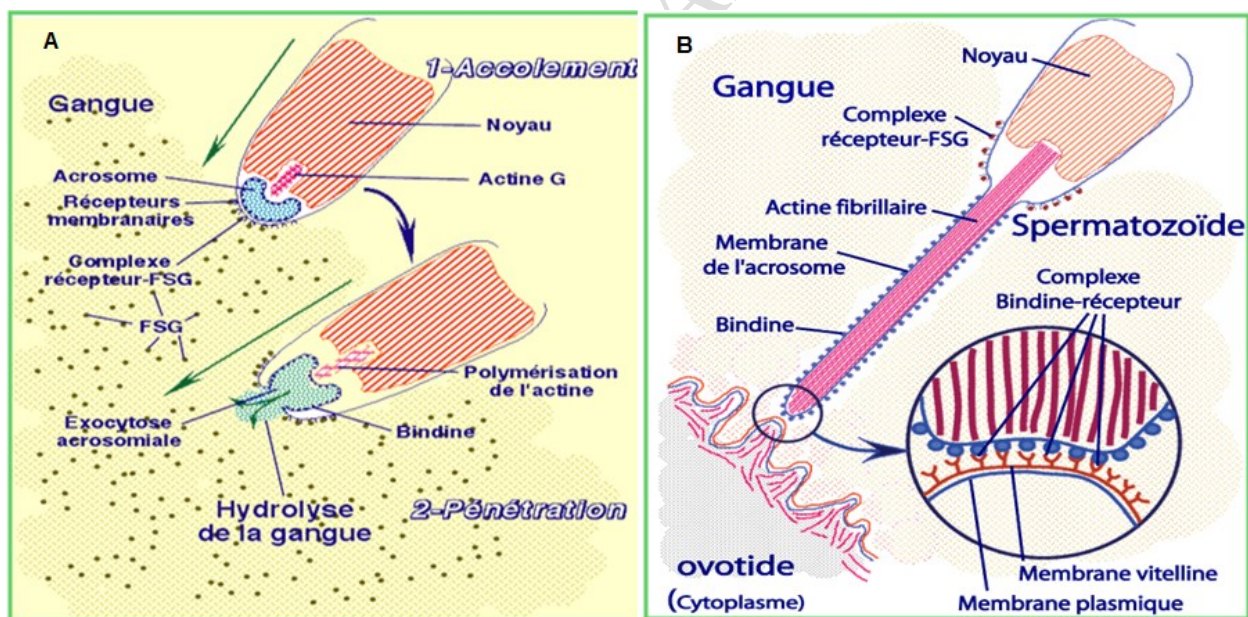 A
1-Accolement
Gangue
Noyau
Acrosome
Actine G
Récepteurs
membranaires
Gomplexe
récepteur-FSG
FSG
Polymérisation
de l'actine
Exocytose
acrosomiale
Bindine
Hydrolyse
de la gangue
2-Pénétration
B
Noyau
Gangue
Complexe
récepteur-FSG
Actine fibrillaire
Spermatozoïde
Membrane
de l'acrosome
Complexe
Bindine-récepteur
Bindine
ovotide
(Cytoplasme)
Membrane vitelline
Membrane plasmique